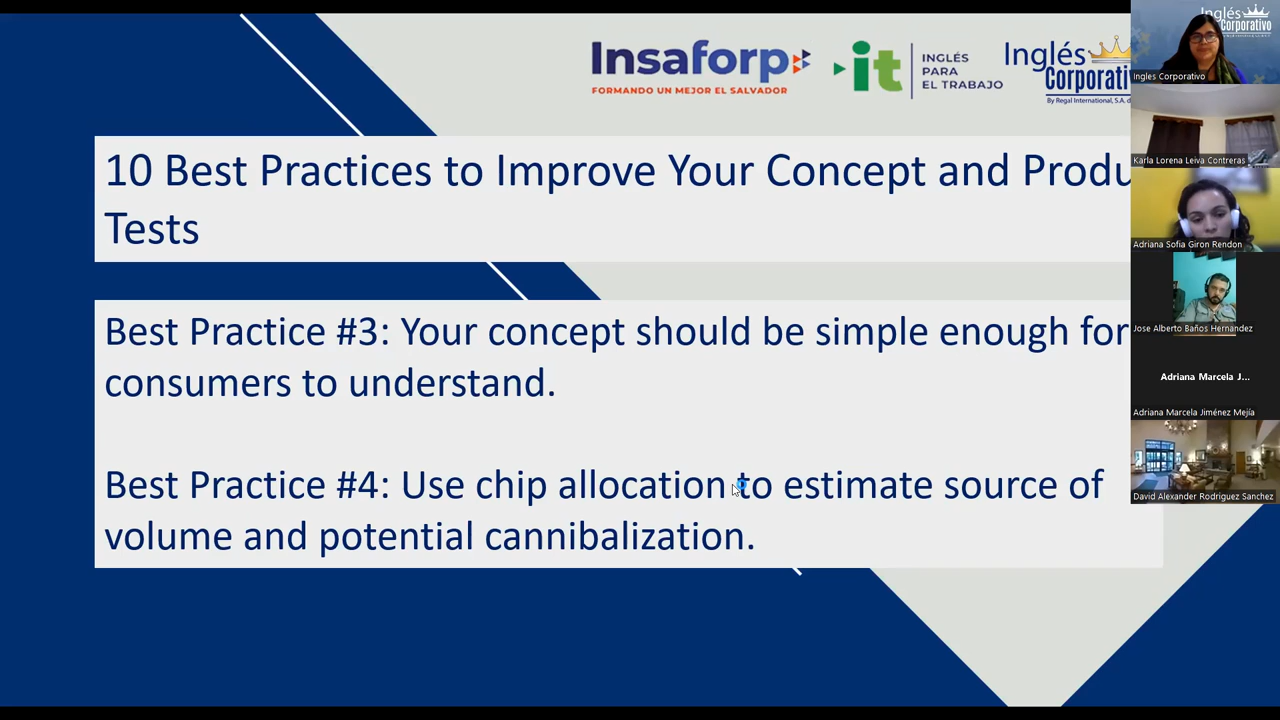 Insaforp
FORMANDO UN MEJOR EL SALVADOR
it
INGLÉS
PARA
EL TRABAJO
Inglés
Corporati
By Regal International, S.A. d
10 Best Practices to Improve Your Concept and Produ
Tests
Best Practice #3: Your concept should be simple enough for
consumers to understand.
Best Practice #4: Use chip allocation to estimate source of
volume and potential cannibalization.
Inglés
Corporativo
Ingles Corporativo
Karla Lorena Leiva Contreras
Adriana Sofia Giron Rendon
Jose Alberto Baños Hernandez
Adriana Marcela J...
Adriana Marcela Jiménez Mejía
David Alexander Rodriguez Sanchez